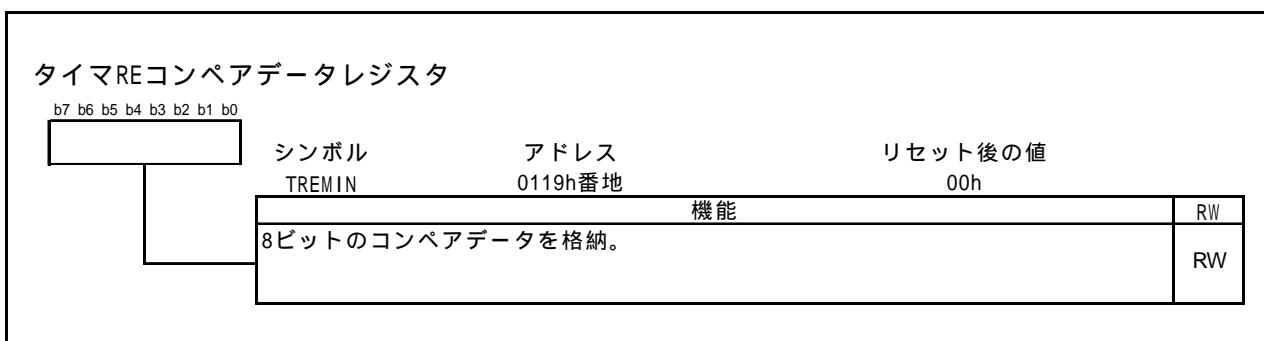 タイマREコンペアデータレジスタ
b7 b6 b5 b4 b3 b2 b1 b0
シンボル アドレス リセット後の値
TREMIN 0119h番地 00h
機能 RW
8ビットのコンペアデータを格納。 RW